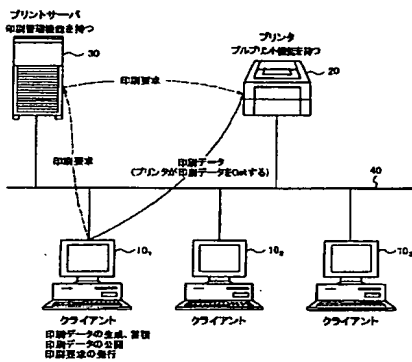 プリントサーバ
印刷管理機能を持つ
30
プリンタ
プルプリント機能を持つ
20
印刷要求
印刷要求
印刷データ
(プリンタが印刷データをGetする)
40
10₁
10₂
10₃
クライアント
クライアント
クライアント
印刷データの生成、蓄積
印刷データの公開
印刷要求の発行